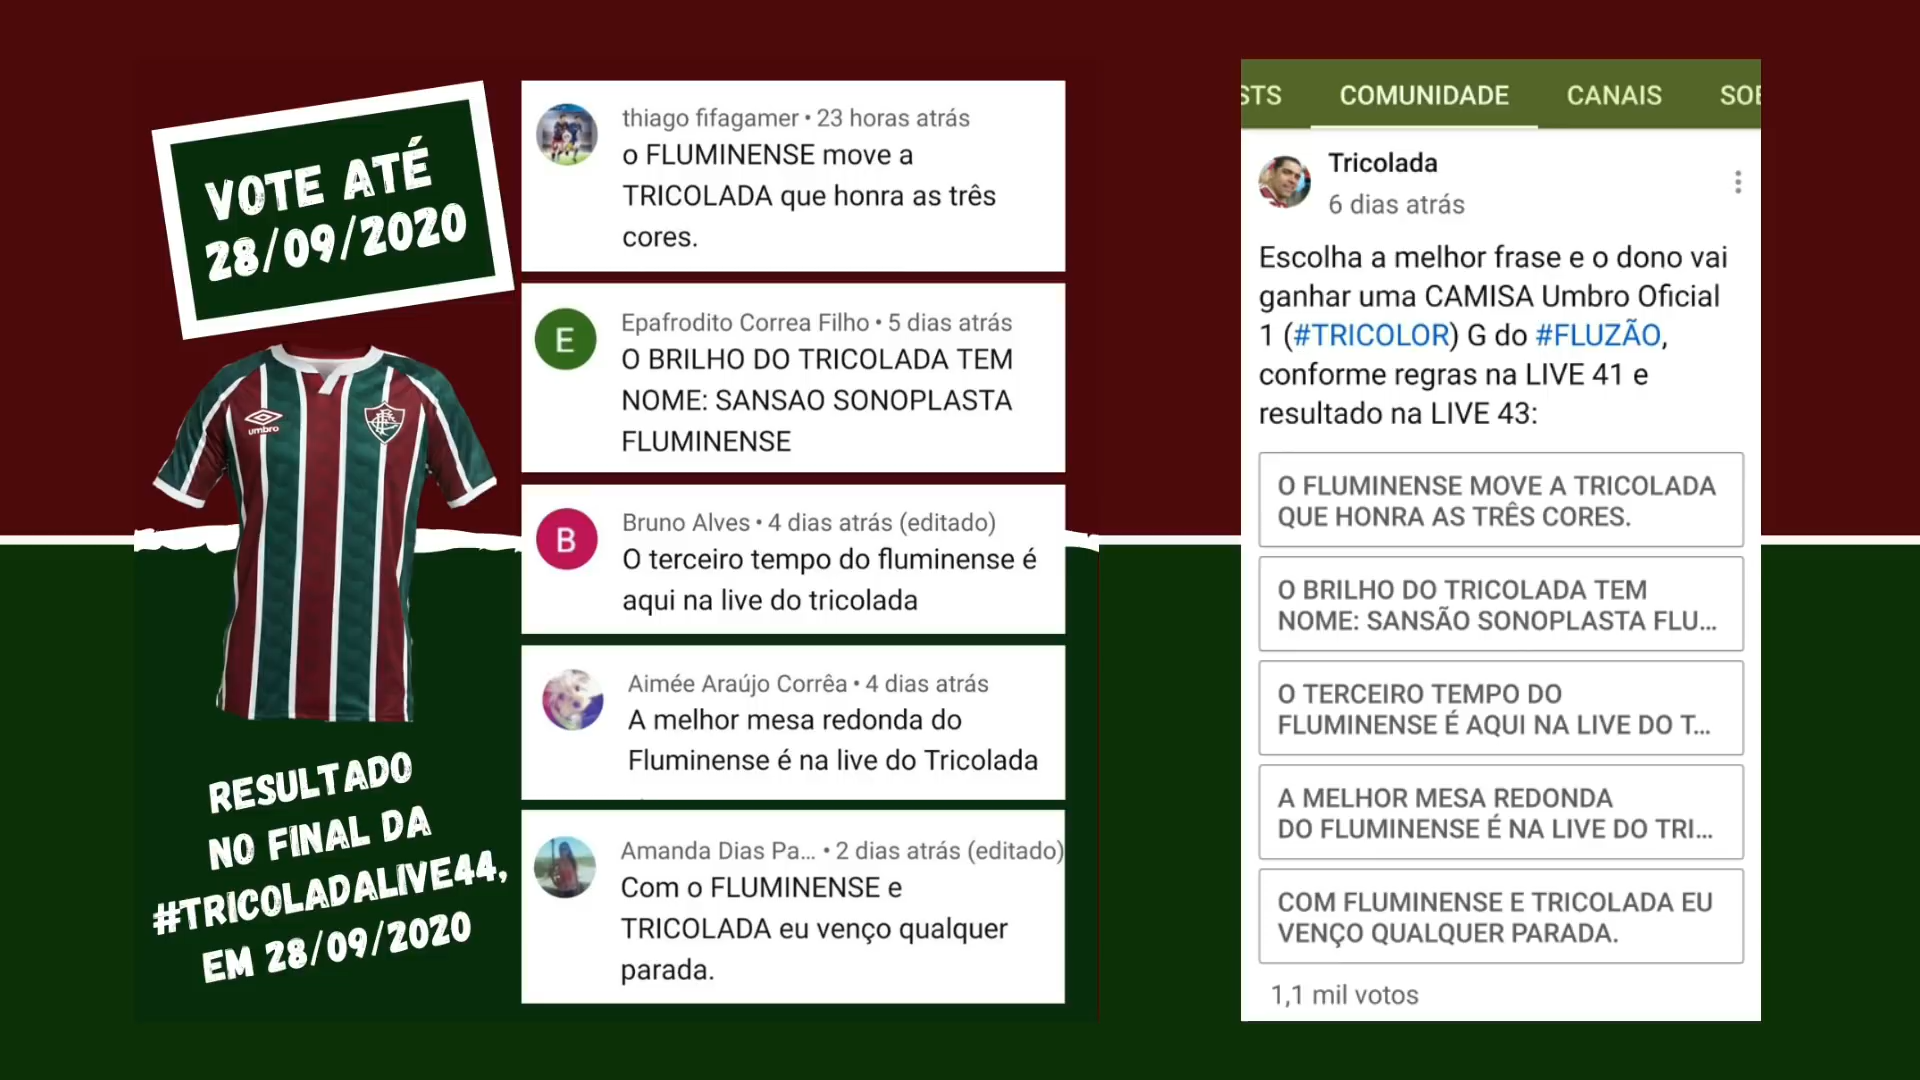 VOTE ATÉ
28/09/2020
umbro
RESULTADO
NO FINAL DA
#TRICOLADALIVE44,
EM 28/09/2020
thiago fifagamer • 23 horas atrás
o FLUMINENSE move a
TRICOLADA que honra as três
cores.
E
Epafrodito Correa Filho • 5 dias atrás
O BRILHO DO TRICOLADA TEM
NOME: SANSAO SONOPLASTA
FLUMINENSE
B
Bruno Alves • 4 dias atrás (editado)
O terceiro tempo do fluminense é
aqui na live do tricolada
Aimée Araújo Corrêa • 4 dias atrás
A melhor mesa redonda do
Fluminense é na live do Tricolada
Amanda Dias Pa... • 2 dias atrás (editado)
Com o FLUMINENSE e
TRICOLADA eu venço qualquer
parada.
STS COMUNIDADE CANAIS SOB
Tricolada
6 dias atrás
Escolha a melhor frase e o dono vai
ganhar uma CAMISA Umbro Oficial
1 (#TRICOLOR) G do #FLUZÃO,
conforme regras na LIVE 41 e
resultado na LIVE 43:
O FLUMINENSE MOVE A TRICOLADA
QUE HONRA AS TRÊS CORES.
O BRILHO DO TRICOLADA TEM
NOME: SANSÃO SONOPLASTA FLU...
O TERCEIRO TEMPO DO
FLUMINENSE É AQUI NA LIVE DO T...
A MELHOR MESA REDONDA
DO FLUMINENSE É NA LIVE DO TRI...
COM FLUMINENSE E TRICOLADA EU
VENÇO QUALQUER PARADA.
1,1 mil votos